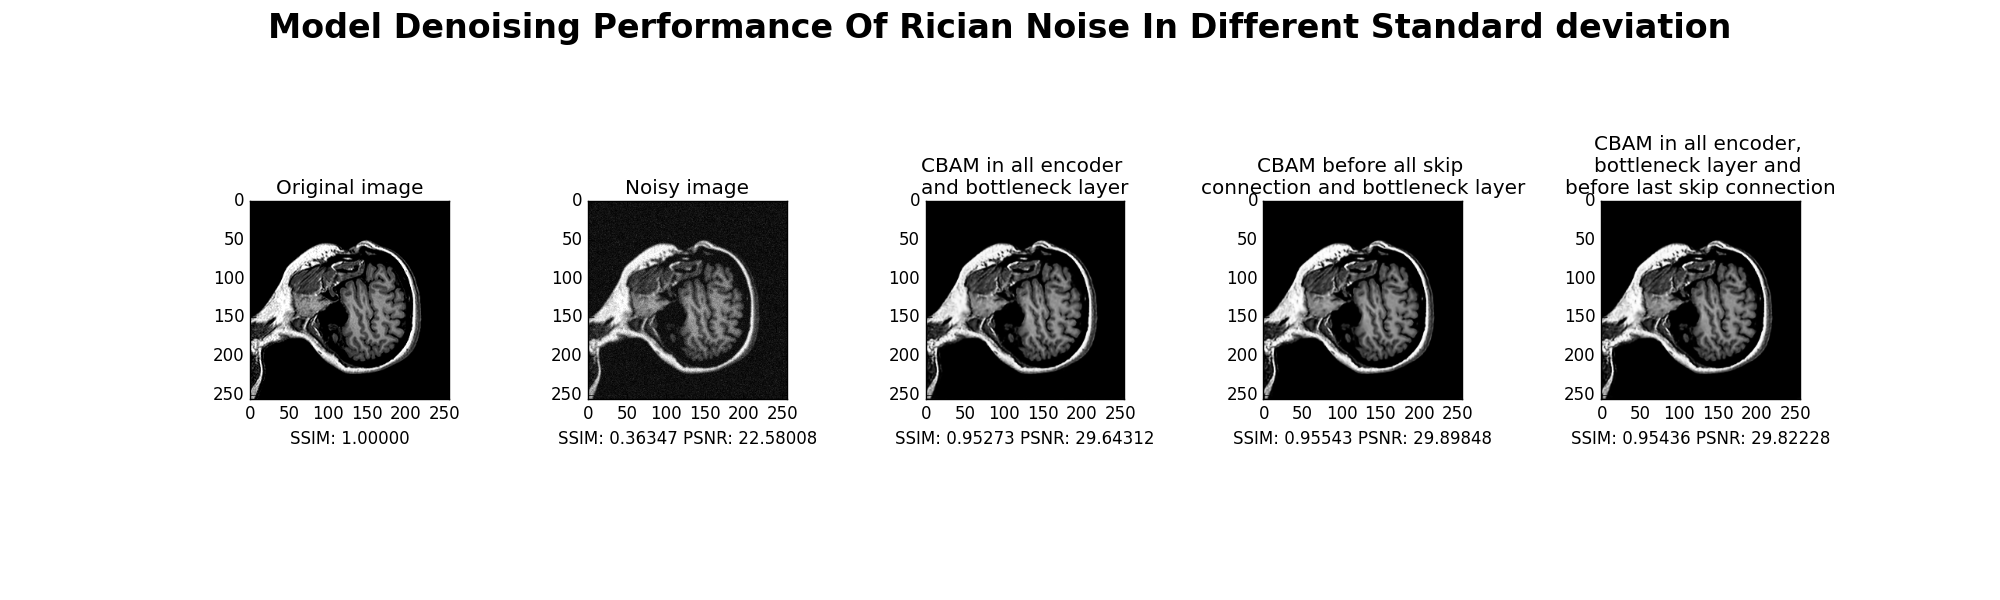 Model Denoising Performance Of Rician Noise In Different Standard deviation
Original image
0
50
100
150
200
250
0 50 100 150 200 250
SSIM: 1.00000
Noisy image
0
50
100
150
200
250
0 50 100 150 200 250
SSIM: 0.36347 PSNR: 22.58008
CBAM in all encoder
and bottleneck layer
0
50
100
150
200
250
0 50 100 150 200 250
SSIM: 0.95273 PSNR: 29.64312
CBAM before all skip
connection and bottleneck layer
0
50
100
150
200
250
0 50 100 150 200 250
SSIM: 0.95543 PSNR: 29.89848
CBAM in all encoder,
bottleneck layer and
before last skip connection
0
50
100
150
200
250
0 50 100 150 200 250
SSIM: 0.95436 PSNR: 29.82228